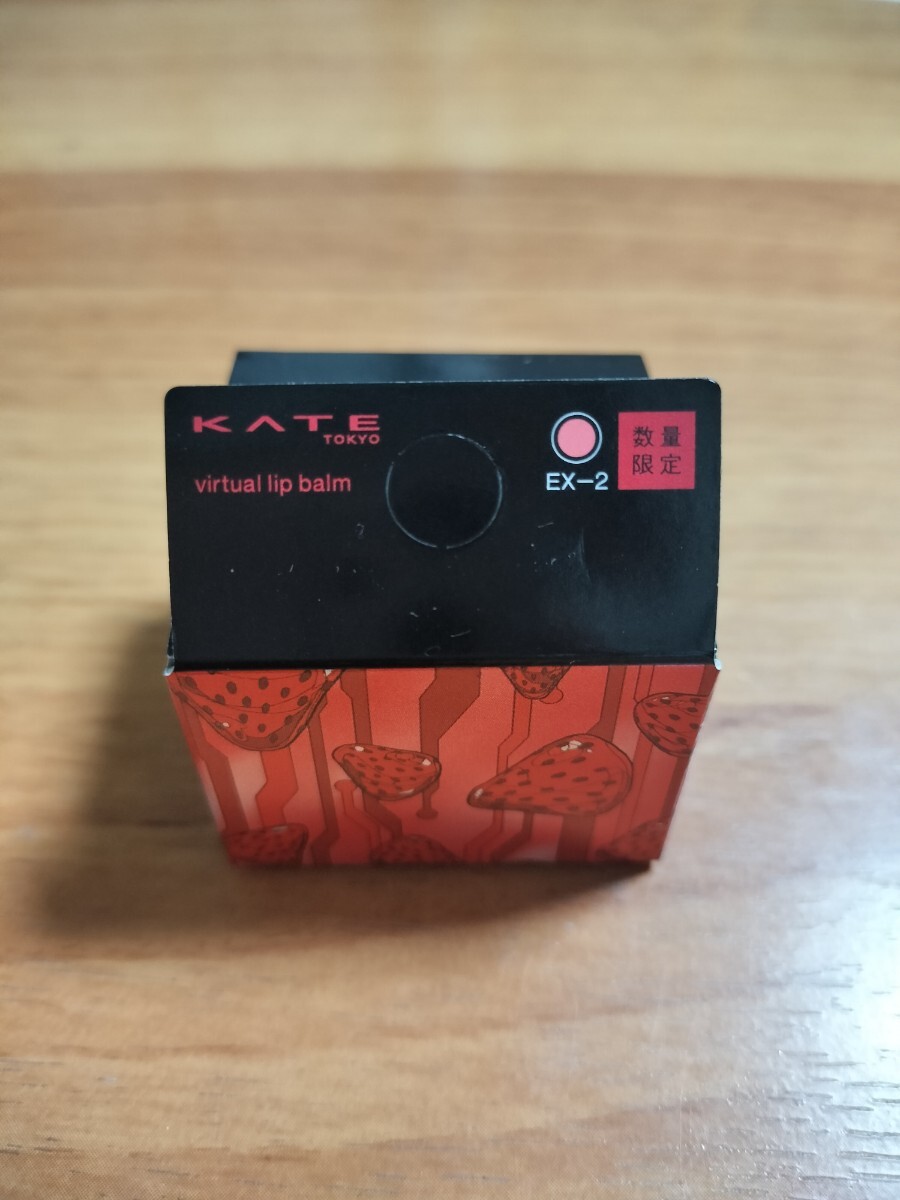 KATE
TOKYO
virtual lip balm
EX-2
数量
限定